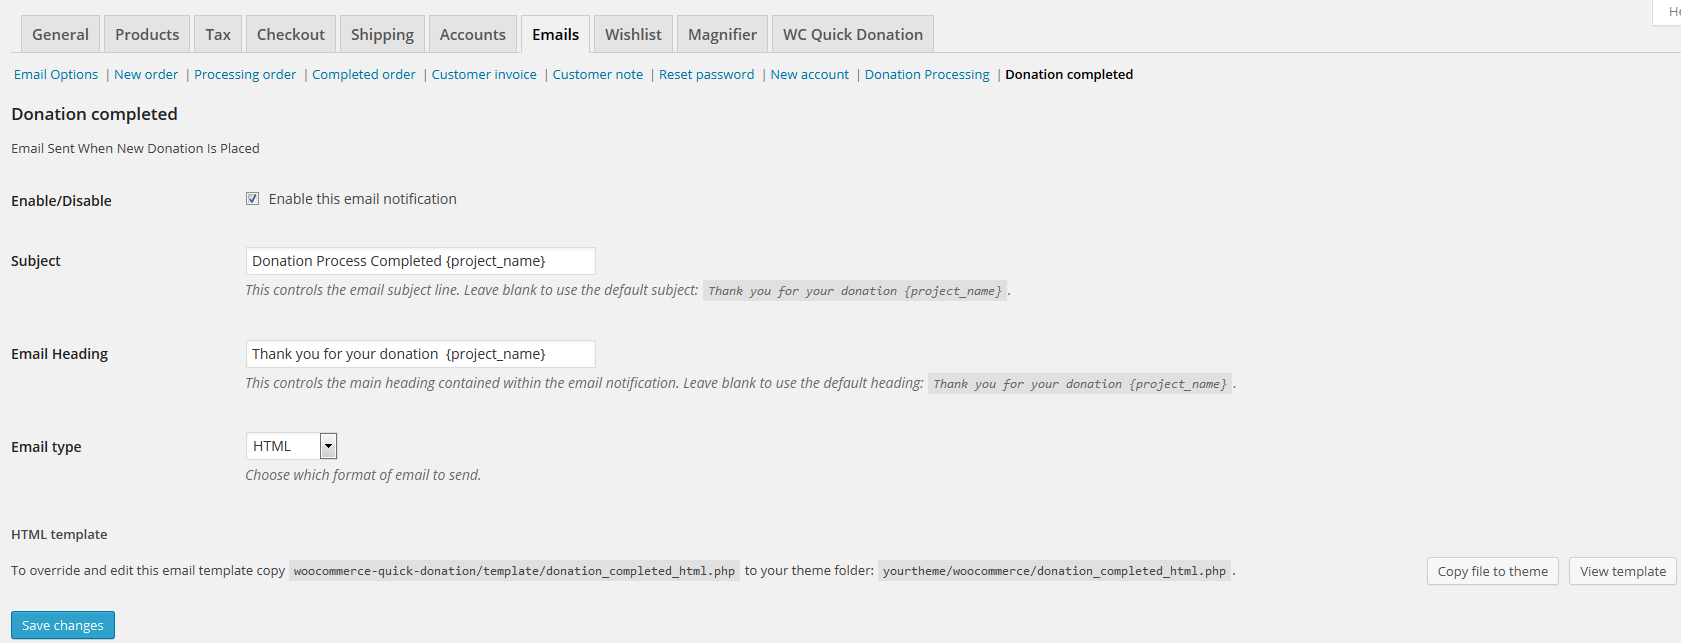 He
General Products Tax Checkout Shipping Accounts Emails Wishlist Magnifier WC Quick Donation
Email Options | New order | Processing order | Completed order | Customer invoice | Customer note | Reset password | New account | Donation Processing | Donation completed
Donation completed
Email Sent When New Donation Is Placed
Enable/Disable Enable this email notification
Subject Donation Process Completed {project_name}
This controls the email subject line. Leave blank to use the default subject: Thank you for your donation {project_name}.
Email Heading Thank you for your donation  {project_name}
This controls the main heading contained within the email notification. Leave blank to use the default heading: Thank you for your donation {project_name}.
Email type HTML
Choose which format of email to send.
HTML template
To override and edit this email template copy woocommerce-quick-donation/template/donation_completed_html.php to your theme folder: yourtheme/woocommerce/donation_completed_html.php. Copy file to theme View template
Save changes